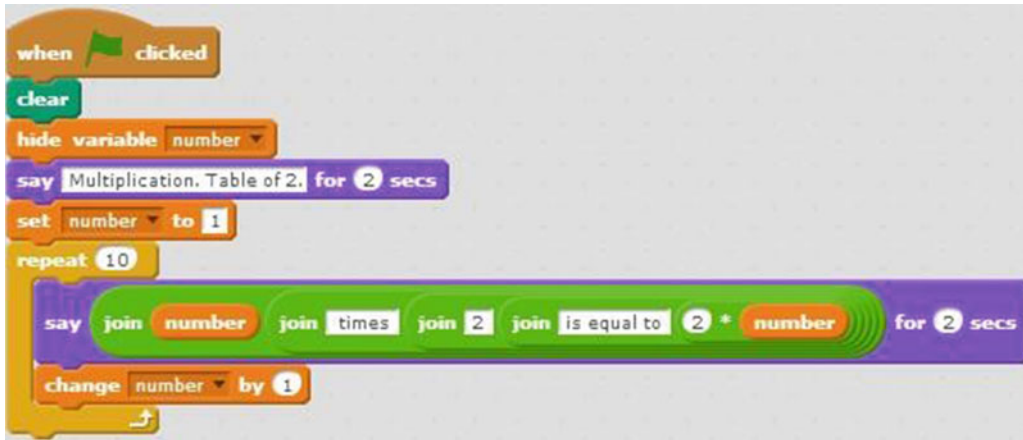 when clicked
clear
hide variable number
say Multiplication. Table of 2. for 2 secs
set number to 1
repeat 10
say join number join times join 2 join is equal to 2 * number for 2 secs
change number by 1